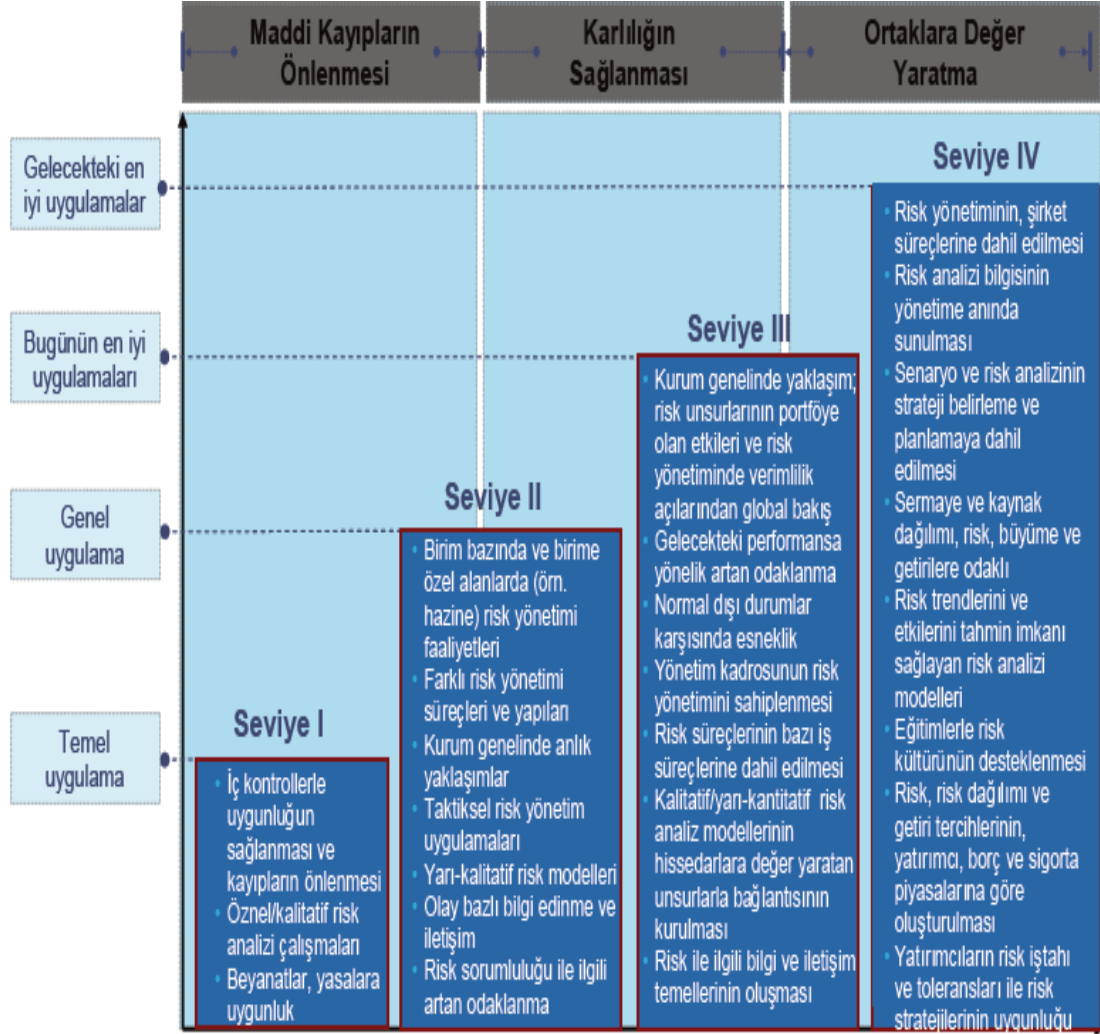 Maddi Kayıpların
Önlenmesi
Karlılığın
Sağlanması
Ortaklara Değer
Yaratma
Gelecekteki en
iyi uygulamalar
Bugünün en iyi
uygulamaları
Genel
uygulama
Temel
uygulama
Seviye I
• İç kontrollerle
uygunluğun
sağlanması ve
kayıpların önlenmesi
• Öznel/kalitatif risk
analizi çalışmaları
• Beyanatlar, yasalara
uygunluk
Seviye II
• Birim bazında ve birime
özel alanlarda (örn.
hazine) risk yönetimi
faaliyetleri
• Farklı risk yönetimi
süreçleri ve yapıları
• Kurum genelinde anlık
yaklaşımlar
• Taktiksel risk yönetim
uygulamaları
• Yarı-kalitatif risk modelleri
• Olay bazlı bilgi edinme ve
iletişim
• Risk sorumluluğu ile ilgili
artan odaklanma
Seviye III
• Kurum genelinde yaklaşım;
risk unsurlarının portföye
olan etkileri ve risk
yönetiminde verimlilik
açılarından global bakış
• Gelecekteki performansa
yönelik artan odaklanma
• Normal dışı durumlar
karşısında esneklik
• Yönetim kadrosunun risk
yönetimini sahiplenmesi
• Risk süreçlerinin bazı iş
süreçlerine dahil edilmesi
• Kalitatif/yarı-kantitatif risk
analiz modellerinin
hissedarlara değer yaratan
unsurlarla bağlantısının
kurulması
• Risk ile ilgili bilgi ve iletişim
temellerinin oluşması
Seviye IV
• Risk yönetiminin, şirket
süreçlerine dahil edilmesi
• Risk analizi bilgisinin
yönetime anında
sunulması
• Senaryo ve risk analizinin
strateji belirleme ve
planlamaya dahil
edilmesi
• Sermaye ve kaynak
dağılımı, risk, büyüme ve
getirilere odaklı
• Risk trendlerini ve
etkilerini tahmin imkanı
sağlayan risk analizi
modelleri
• Eğitimlerle risk
kültürünün desteklenmesi
• Risk, risk dağılımı ve
getiri tercihlerinin,
yatırımcı, borç ve sigorta
piyasalarına göre
oluşturulması
• Yatırımcıların risk iştahı
ve toleransları ile risk
stratejilerinin uygunluğu